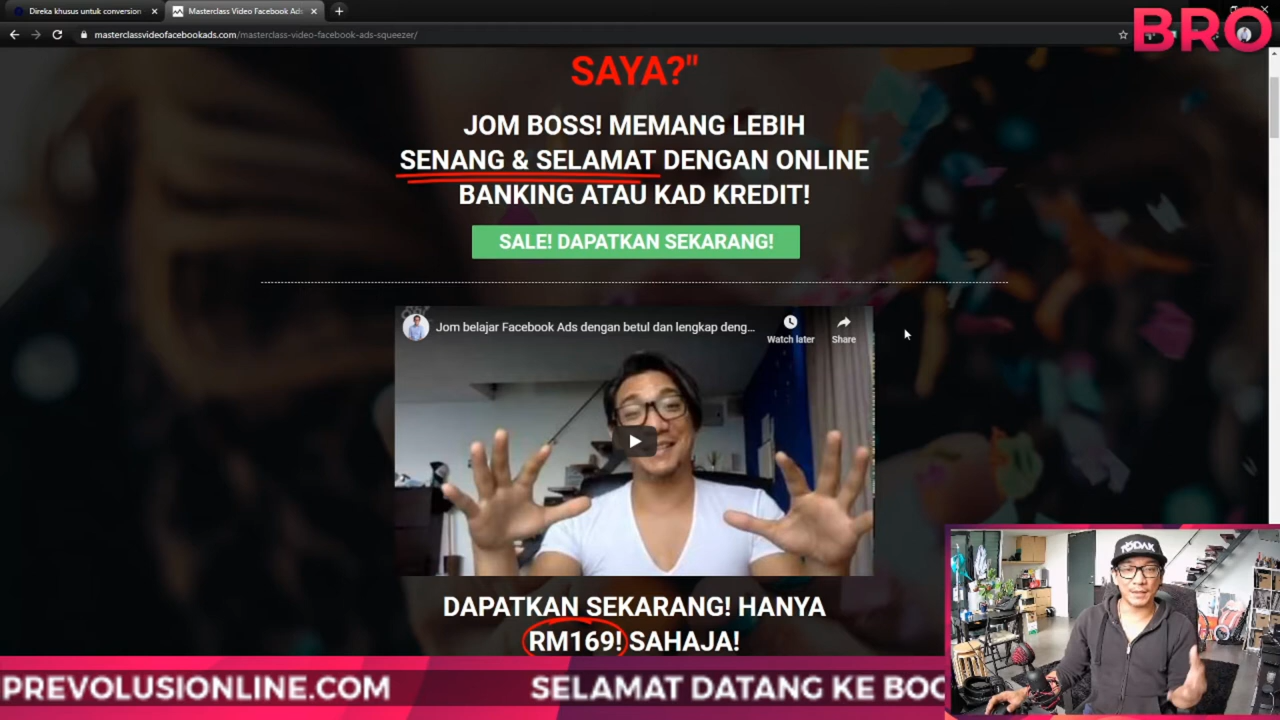 Direka khusus untuk conversion
Masterclass Video Facebook Ads
masterclassvideofacebookads.com/masterclass-video-facebook-ads-squeezer/
BRO
SAYA?"
JOM BOSS! MEMANG LEBIH
SENANG & SELAMAT DENGAN ONLINE
BANKING ATAU KAD KREDIT!
SALE! DAPATKAN SEKARANG!
Jom belajar Facebook Ads dengan betul dan lengkap deng...
Watch later
Share
DAPATKAN SEKARANG! HANYA
RM169! SAHAJA!
PREVOLUSIONLINE.COM
SELAMAT DATANG KE BOO